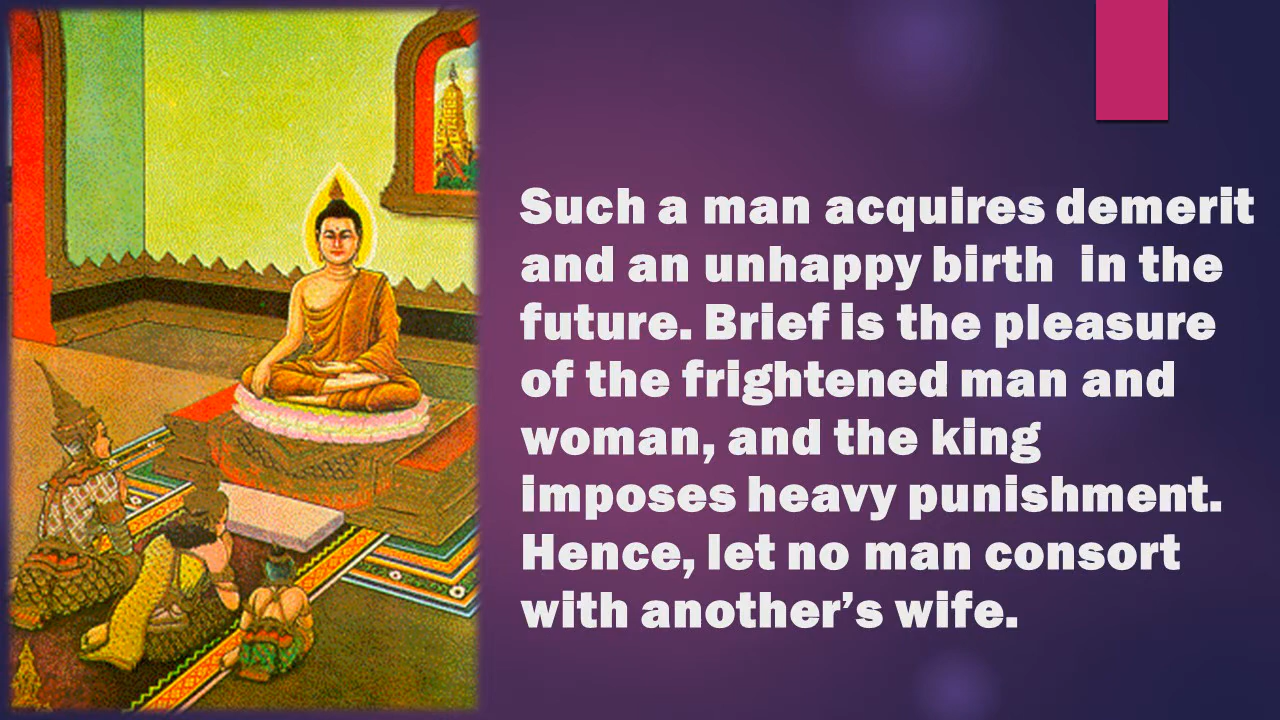 Such a man acquires demerit
and an unhappy birth  in the
future. Brief is the pleasure
of the frightened man and
woman, and the king
imposes heavy punishment.
Hence, let no man consort
with another’s wife.